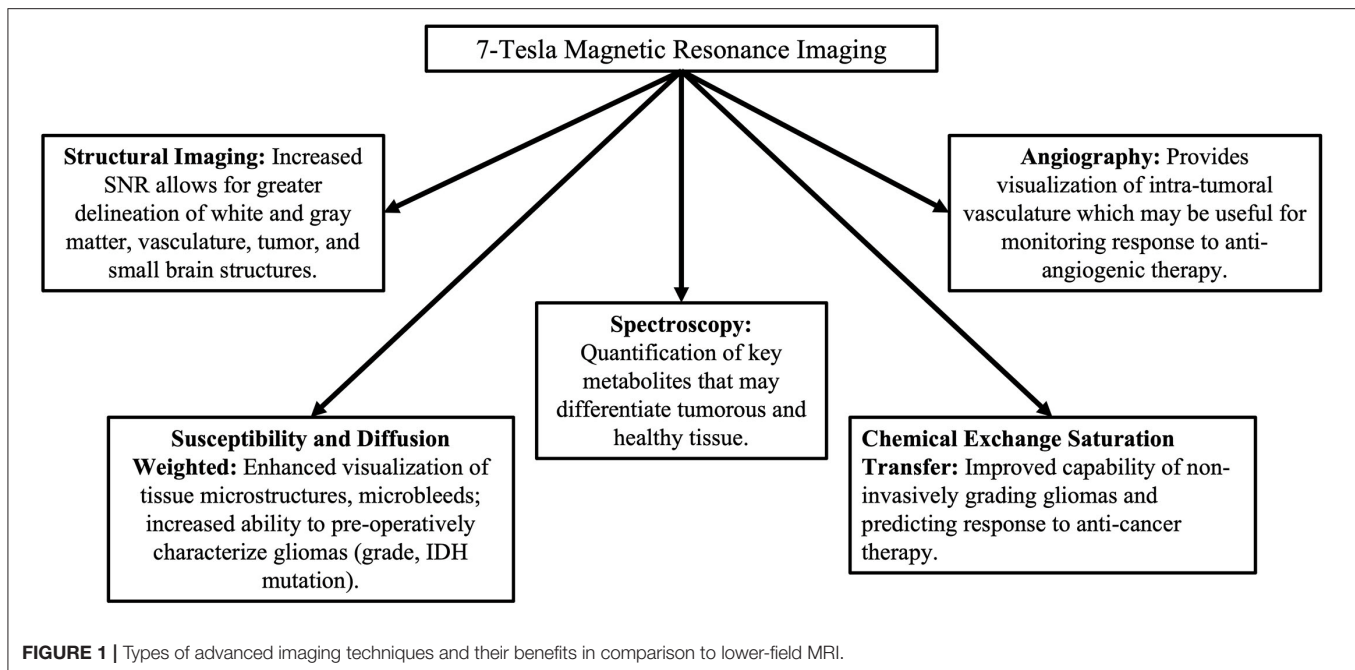 7-Tesla Magnetic Resonance Imaging
Structural Imaging: Increased
SNR allows for greater
delineation of white and gray
matter, vasculature, tumor, and
small brain structures.
Angiography: Provides
visualization of intra-tumoral
vasculature which may be useful for
monitoring response to anti-
angiogenic therapy.
Spectroscopy:
Quantification of key
metabolites that may
differentiate tumorous and
healthy tissue.
Susceptibility and Diffusion
Weighted: Enhanced visualization of
tissue microstructures, microbleeds;
increased ability to pre-operatively
characterize gliomas (grade, IDH
mutation).
Chemical Exchange Saturation
Transfer: Improved capability of non-
invasively grading gliomas and
predicting response to anti-cancer
therapy.
FIGURE 1 | Types of advanced imaging techniques and their benefits in comparison to lower-field MRI.